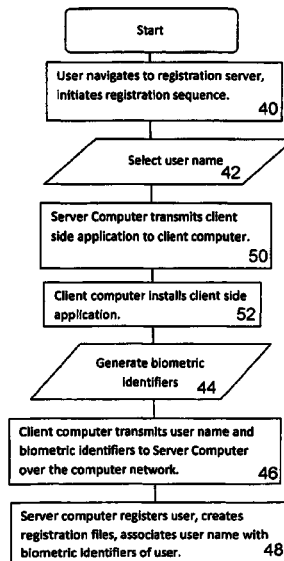 Start
User navigates to registration server,
initiates registration sequence.
40
Select user name
42
Server Computer transmits client
side application to client computer.
50
Client computer installs client side
application.
52
Generate biometric
identifiers
44
Client computer transmits user name and
biometric identifiers to Server Computer
over the computer network.
46
Server computer registers user, creates
registration files, associates user name with
biometric identifiers of user.
48